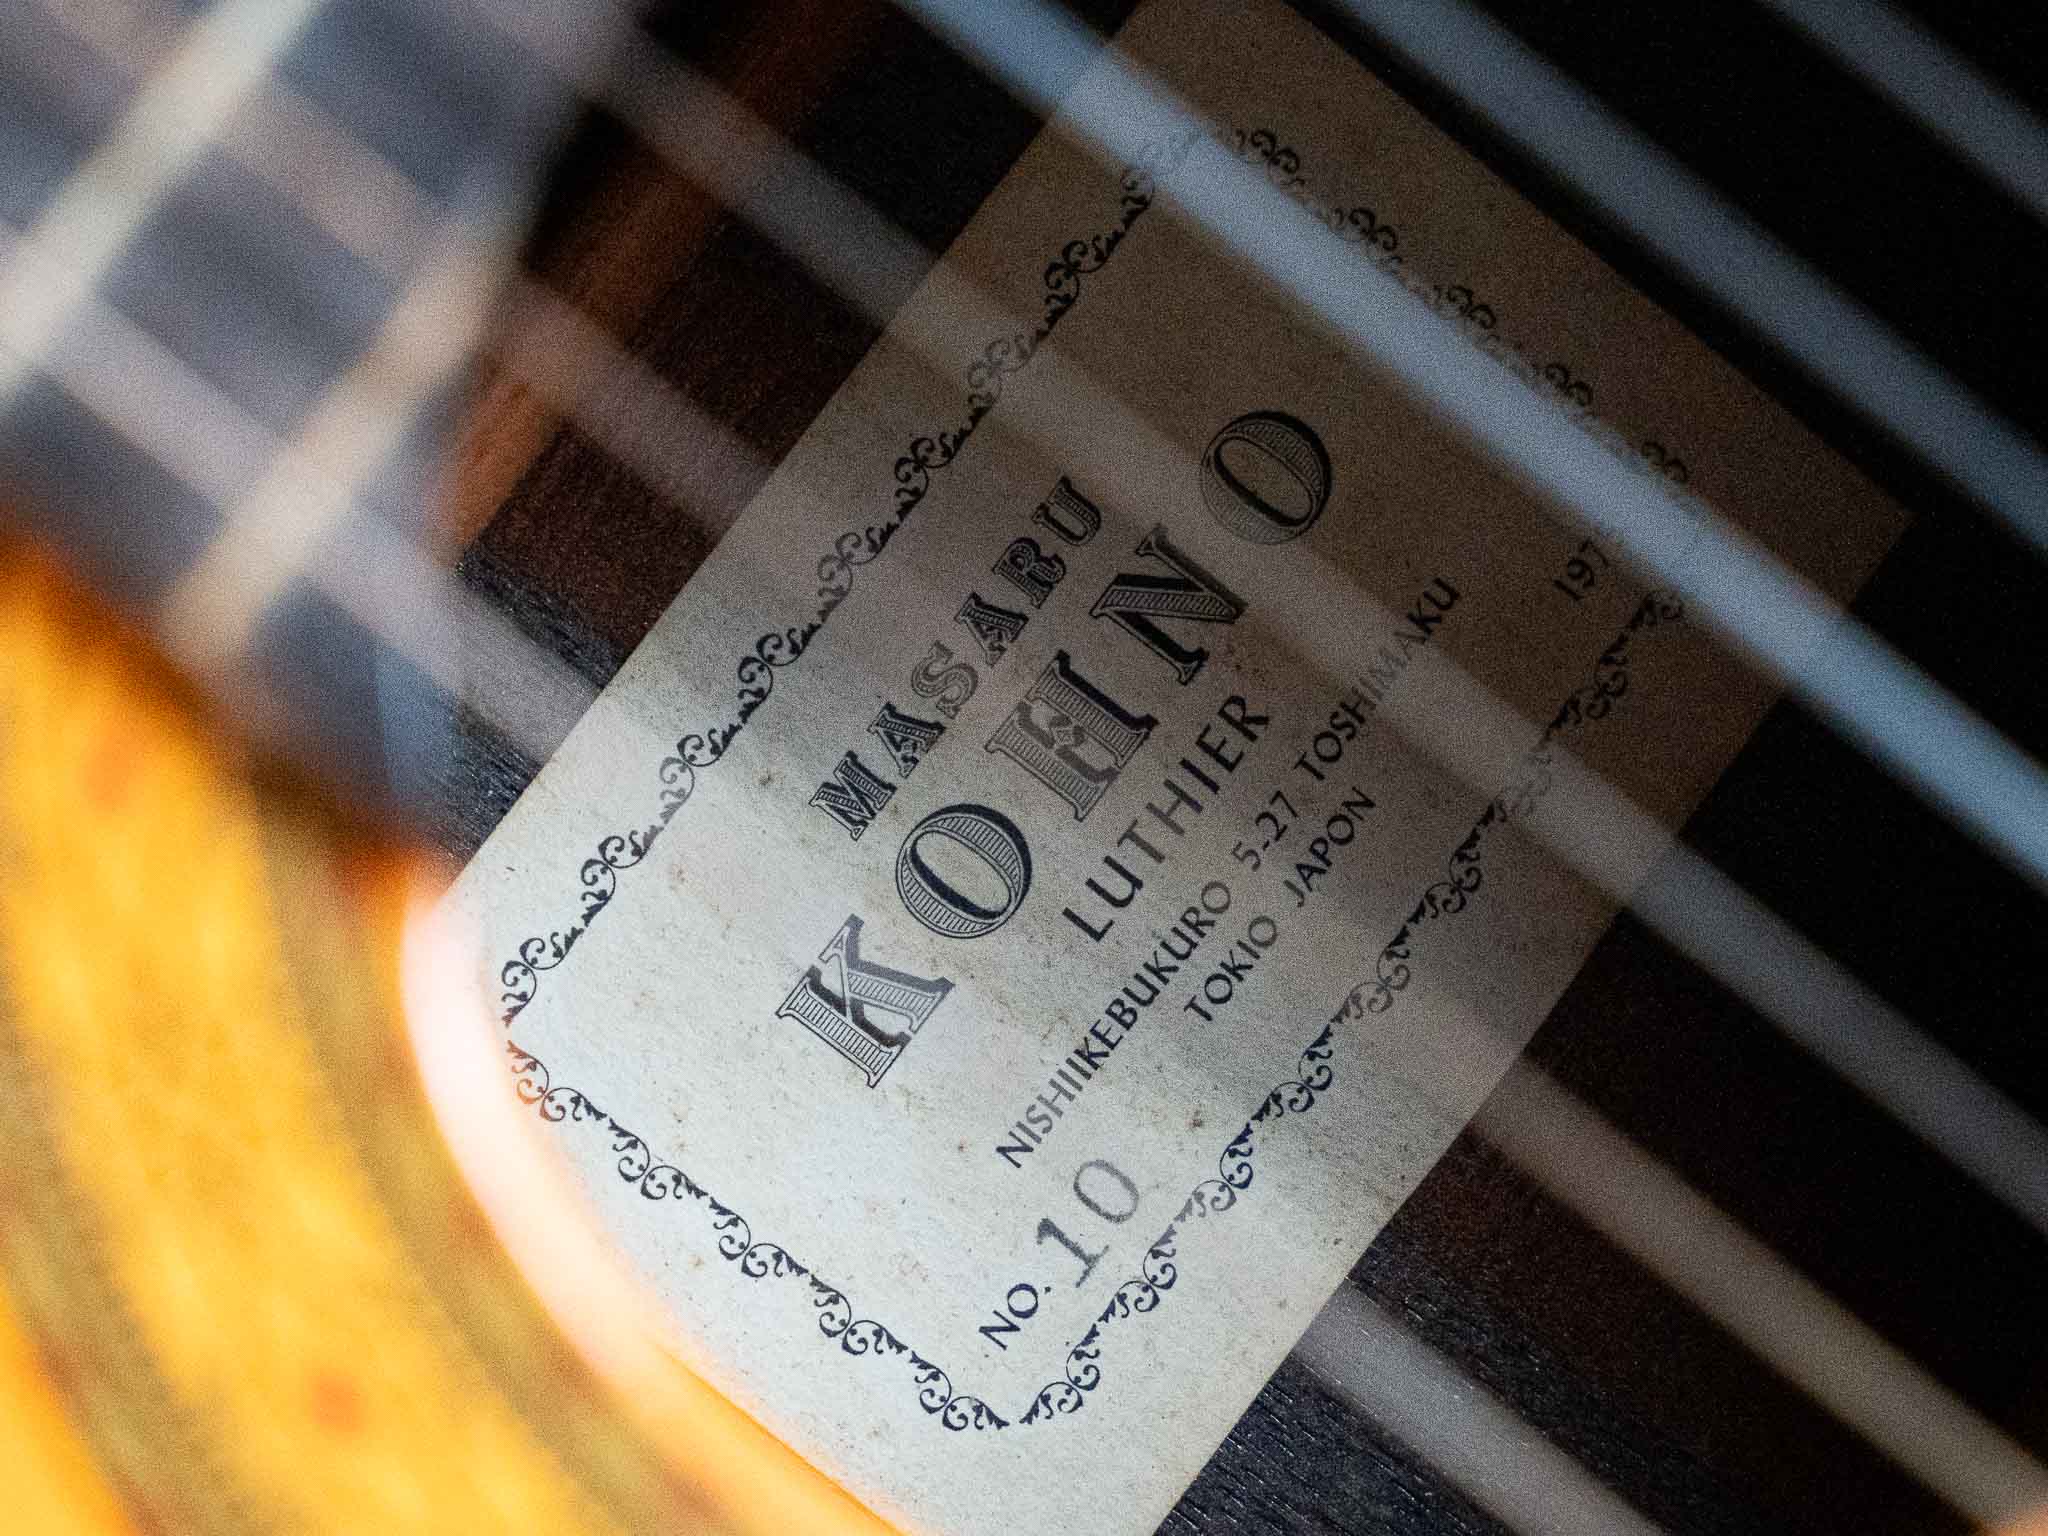 MASARU
KOHNO
LUTHIER
NISHIIKEBUKURO 5-27 TOSHIMAKU
TOKIO JAPON
NO. 10